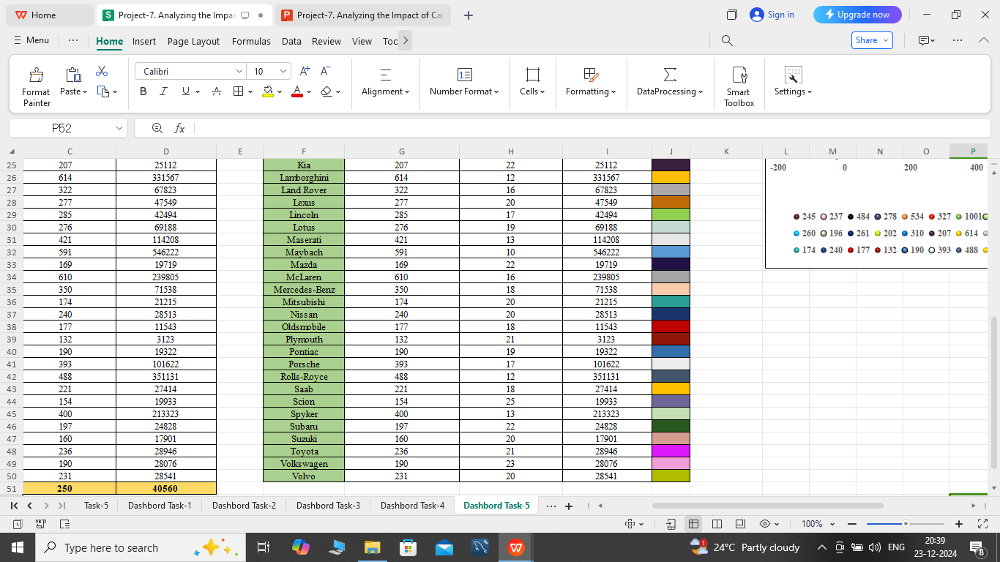 Home
Project-7. Analyzing the Impac
Project-7. Analyzing the Impact of Ca
Sign in
Upgrade now
Menu
Home Insert Page Layout Formulas Data Review View Toc
Share
Calibri 10
Format Painter
Paste
B I U A
Alignment
Number Format
Cells
Formatting
DataProcessing
Smart Toolbox
Settings
P52
fx
C D E F G H I J K L M N O P
25 207 25112 Kia 207 22 25112
26 614 331567 Lamborghini 614 12 331567
27 322 67823 Land Rover 322 16 67823
28 277 47549 Lexus 277 20 47549
29 285 42494 Lincoln 285 17 42494
30 276 69188 Lotus 276 19 69188
31 421 114208 Maserati 421 13 114208
32 591 546222 Maybach 591 10 546222
33 169 19719 Mazda 169 22 19719
34 610 239805 McLaren 610 16 239805
35 350 71538 Mercedes-Benz 350 18 71538
36 174 21215 Mitsubishi 174 20 21215
37 240 28513 Nissan 240 20 28513
38 177 11543 Oldsmobile 177 18 11543
39 132 3123 Plymouth 132 21 3123
40 190 19322 Pontiac 190 19 19322
41 393 101622 Porsche 393 17 101622
42 488 351131 Rolls-Royce 488 12 351131
43 221 27414 Saab 221 18 27414
44 154 19933 Scion 154 25 19933
45 400 213323 Spyker 400 13 213323
46 197 24828 Subaru 197 22 24828
47 160 17901 Suzuki 160 20 17901
48 236 28946 Toyota 236 21 28946
49 190 28076 Volkswagen 190 23 28076
50 231 28541 Volvo 231 20 28541
51 250 40560
-200 0 200 400
245 237 484 278 534 327 1001
260 196 261 202 310 207 614
174 240 177 132 190 393 488
Task-5 Dashbord Task-1 Dashbord Task-2 Dashbord Task-3 Dashbord Task-4 Dashbord Task-5
100%
Type here to search
1
24°C Partly cloudy
ENG
20:39
23-12-2024
8